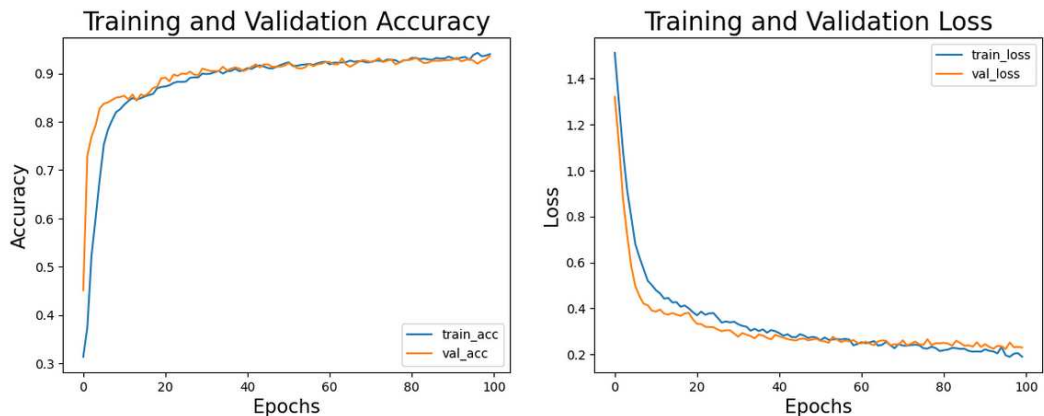 Training and Validation Accuracy
0.9
0.8
0.7
0.6
0.5
0.4
0.3
Accuracy
0
20
40
60
80
100
Epochs
train_acc
val_acc
Training and Validation Loss
1.4
1.2
1.0
0.8
0.6
0.4
0.2
Loss
0
20
40
60
80
100
Epochs
train_loss
val_loss